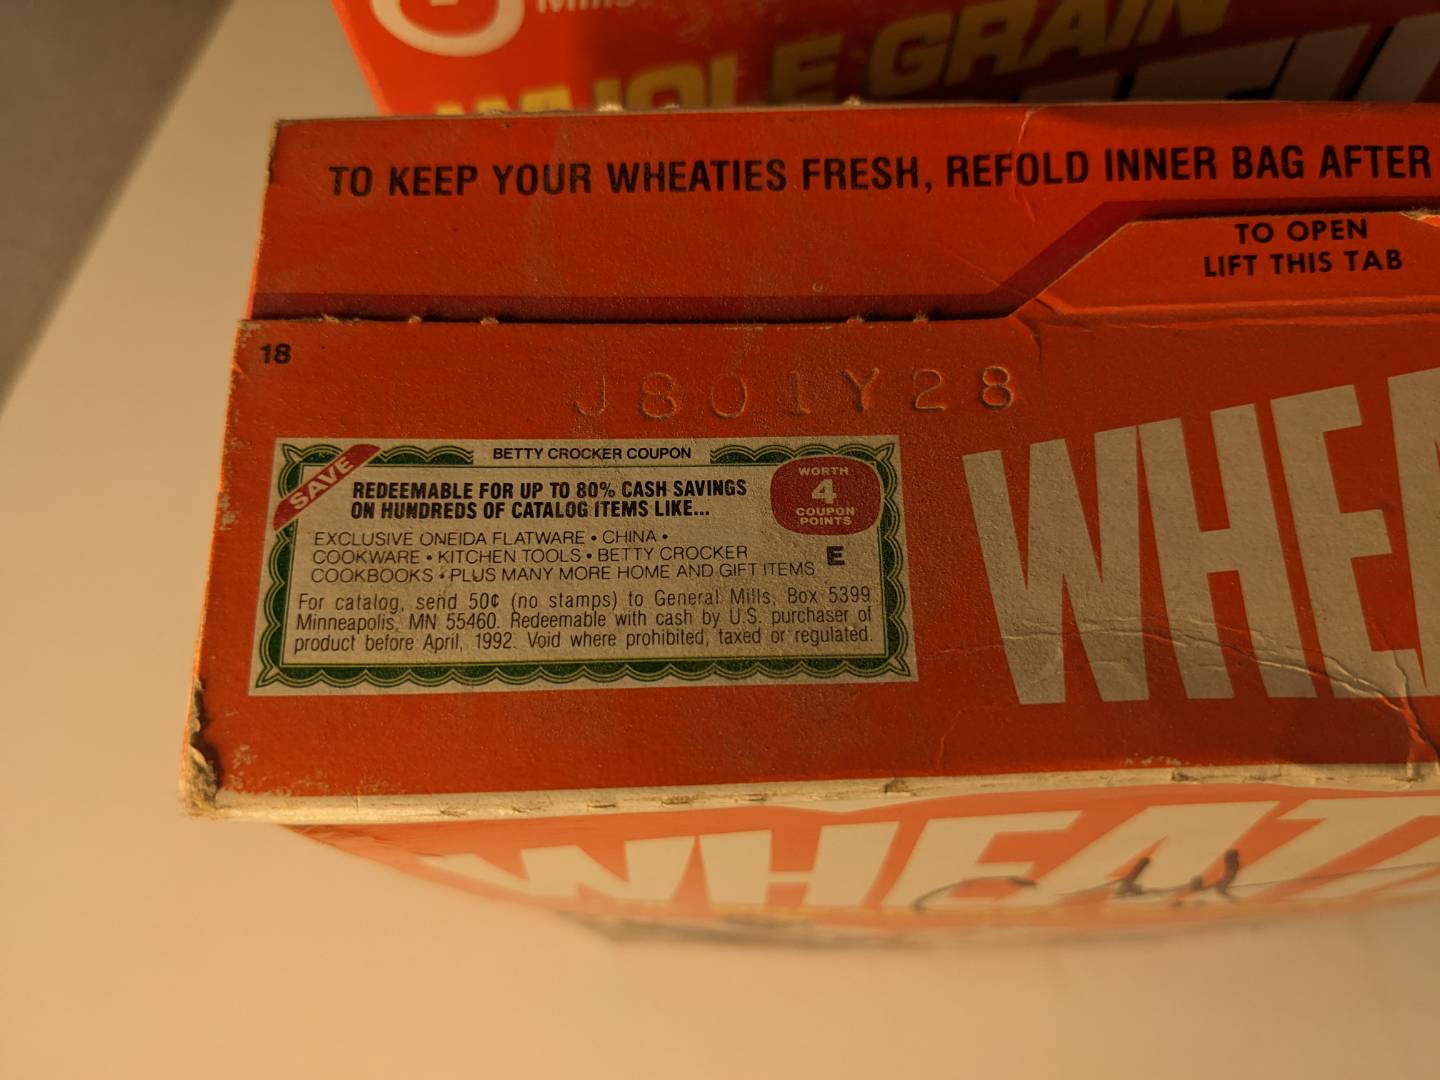 WHOLE GRAIN
TO KEEP YOUR WHEATIES FRESH, REFOLD INNER BAG AFTER
TO OPEN
LIFT THIS TAB
18
J801Y28
SAVE
BETTY CROCKER COUPON
REDEEMABLE FOR UP TO 80% CASH SAVINGS
ON HUNDREDS OF CATALOG ITEMS LIKE...
WORTH
4
COUPON
POINTS
EXCLUSIVE ONEIDA FLATWARE • CHINA •
COOKWARE • KITCHEN TOOLS • BETTY CROCKER
COOKBOOKS • PLUS MANY MORE HOME AND GIFT ITEMS
E
For catalog, send 50¢ (no stamps) to General Mills, Box 5399
Minneapolis, MN 55460. Redeemable with cash by U.S. purchaser of
product before April, 1992. Void where prohibited, taxed or regulated.
WHEA
WHEAT